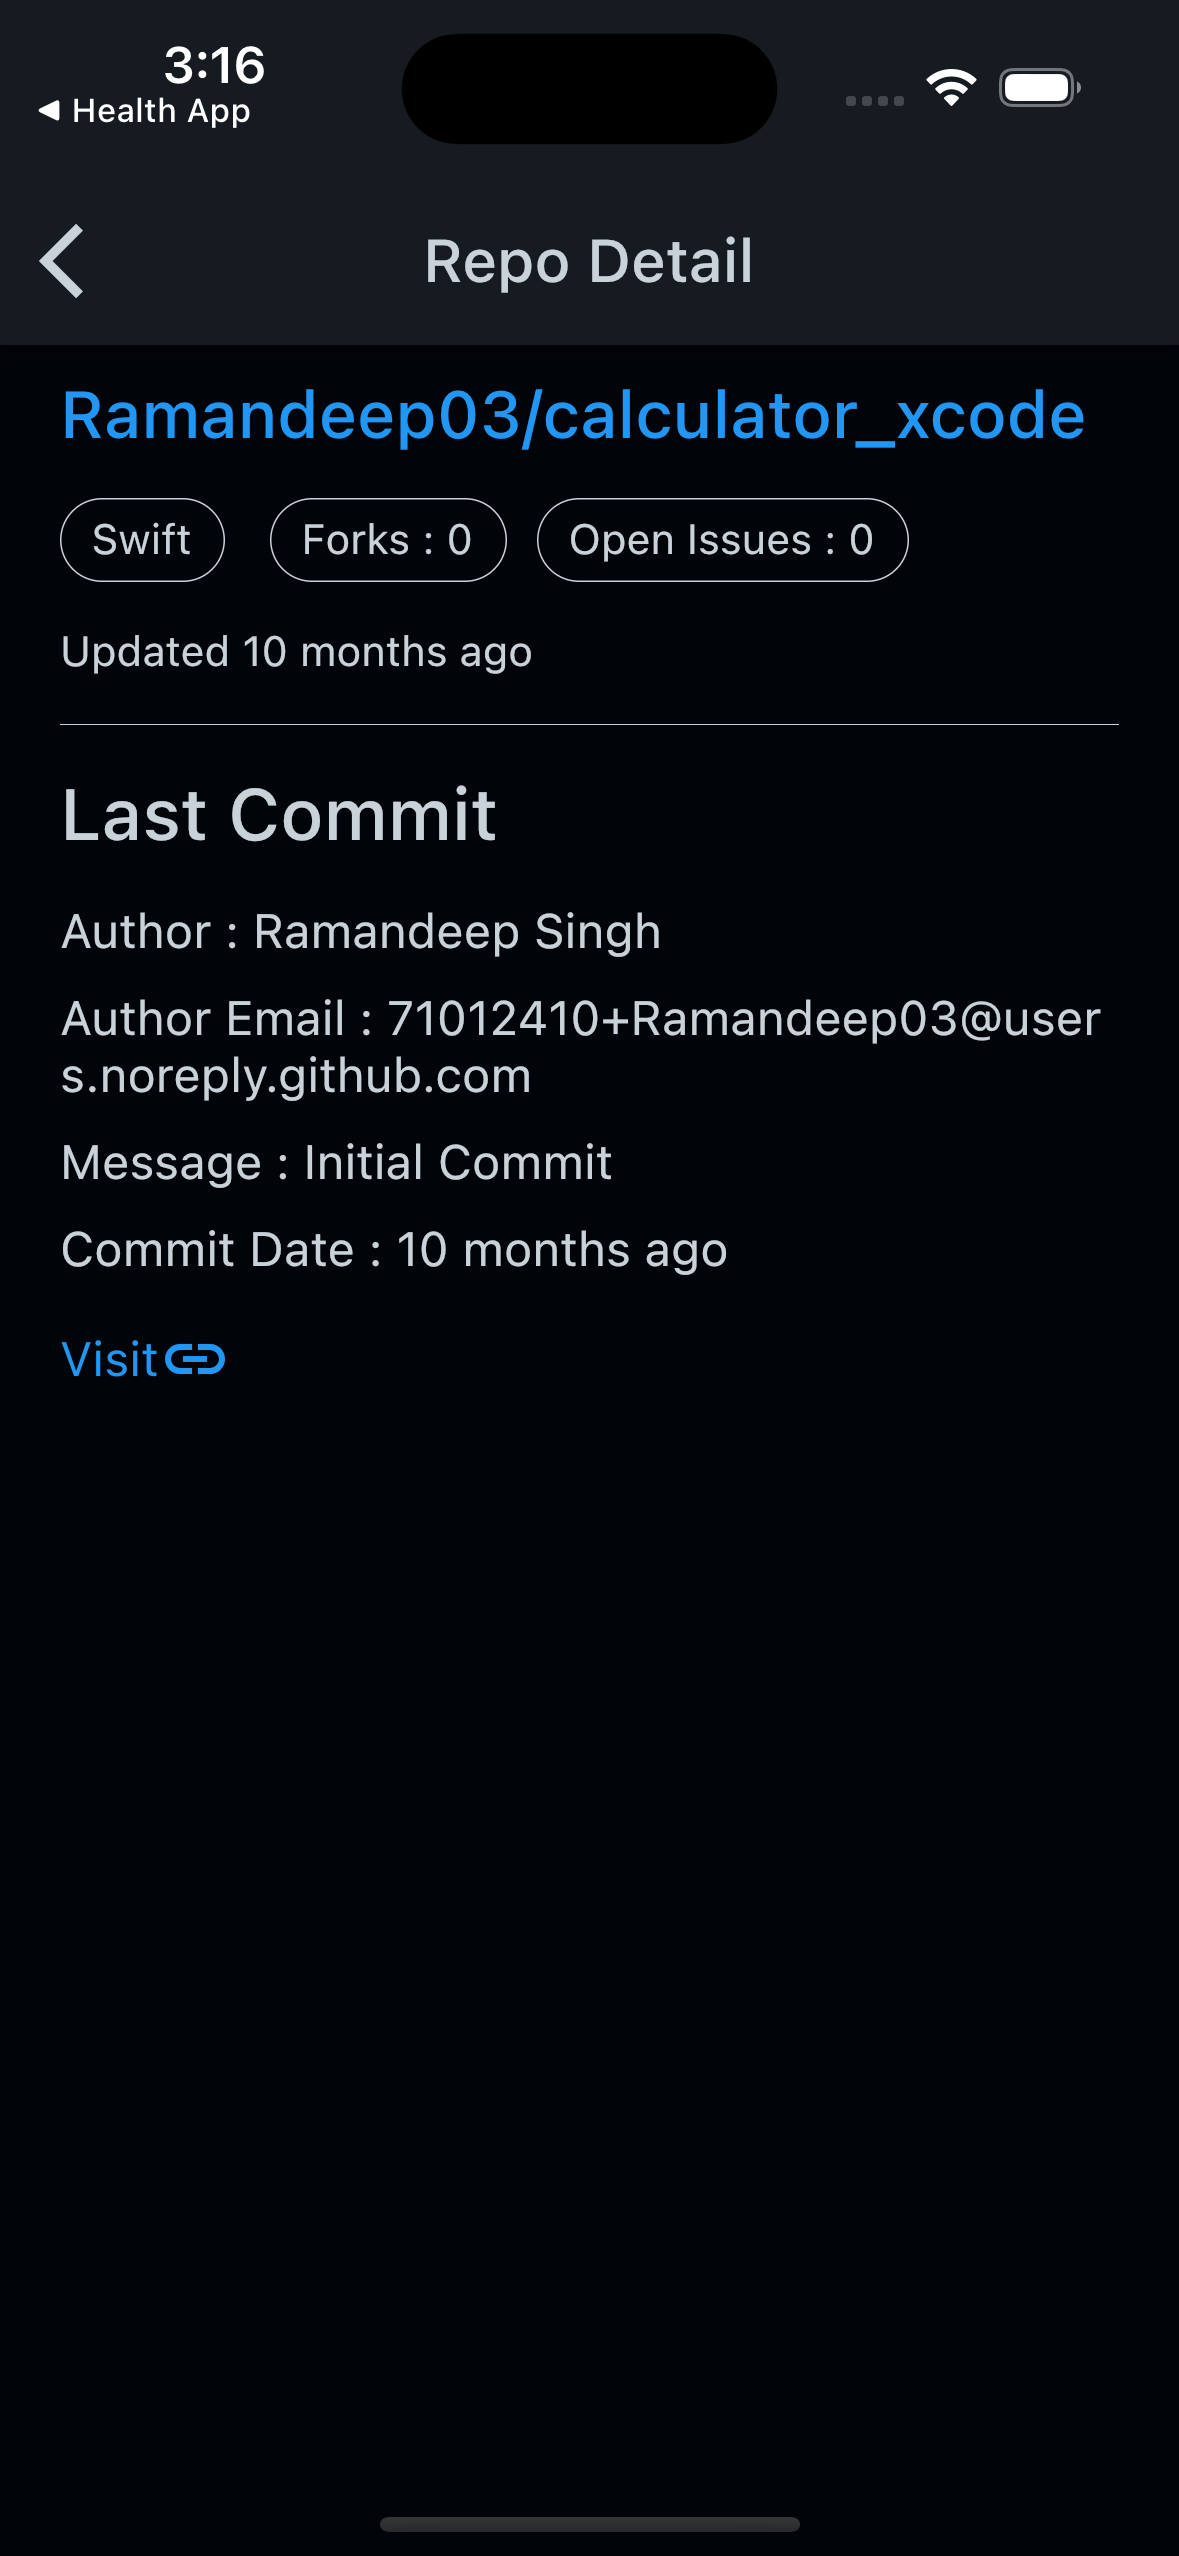 3:16
◀ Health App
Repo Detail
Ramandeep03/calculator_xcode
Swift
Forks : 0
Open Issues : 0
Updated 10 months ago
Last Commit
Author : Ramandeep Singh
Author Email : 71012410+Ramandeep03@user
s.noreply.github.com
Message : Initial Commit
Commit Date : 10 months ago
Visit